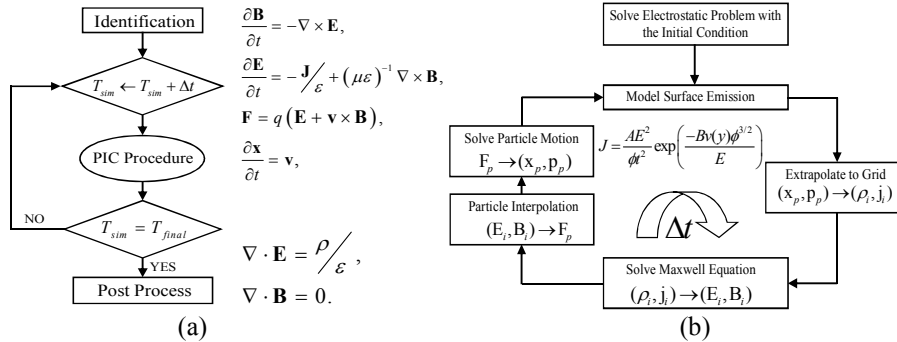 Identification
T_sim ← T_sim + Δt
PIC Procedure
NO
T_sim = T_final
YES
Post Process
(a)
∂B/∂t = −∇ × E,
∂E/∂t = −J/ε + (με)⁻¹ ∇ × B,
F = q(E + v × B),
∂x/∂t = v,
∇ · E = ρ/ε ,
∇ · B = 0.
Solve Electrostatic Problem with
the Initial Condition
Model Surface Emission
Solve Particle Motion
F_p → (x_p, p_p)
J = AE²/φt² exp(−Bv(y)φ^{3/2}/E)
Extrapolate to Grid
(x_p, p_p) → (ρ_i, j_i)
Particle Interpolation
(E_i, B_i) → F_p
Δt
Solve Maxwell Equation
(ρ_i, j_i) → (E_i, B_i)
(b)